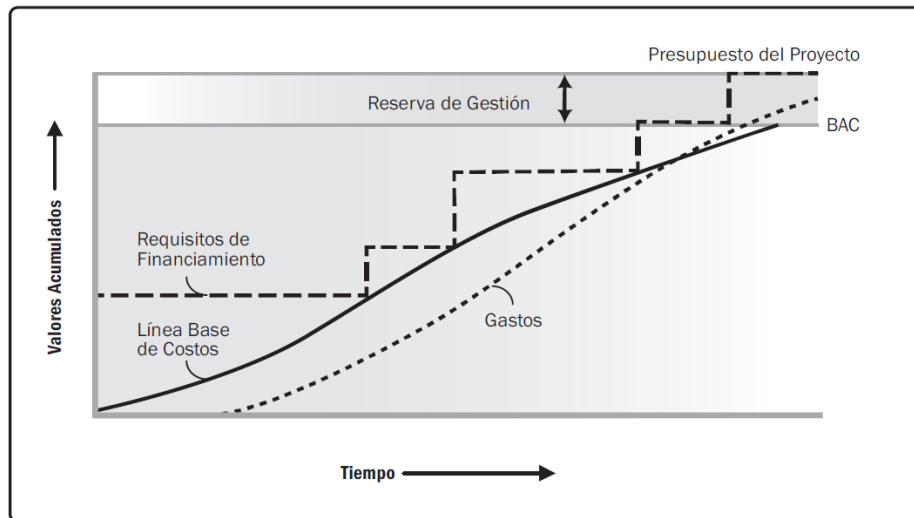 Presupuesto del Proyecto
Reserva de Gestión
BAC
Valores Acumulados
Requisitos de
Financiamiento
Línea Base
de Costos
Gastos
Tiempo